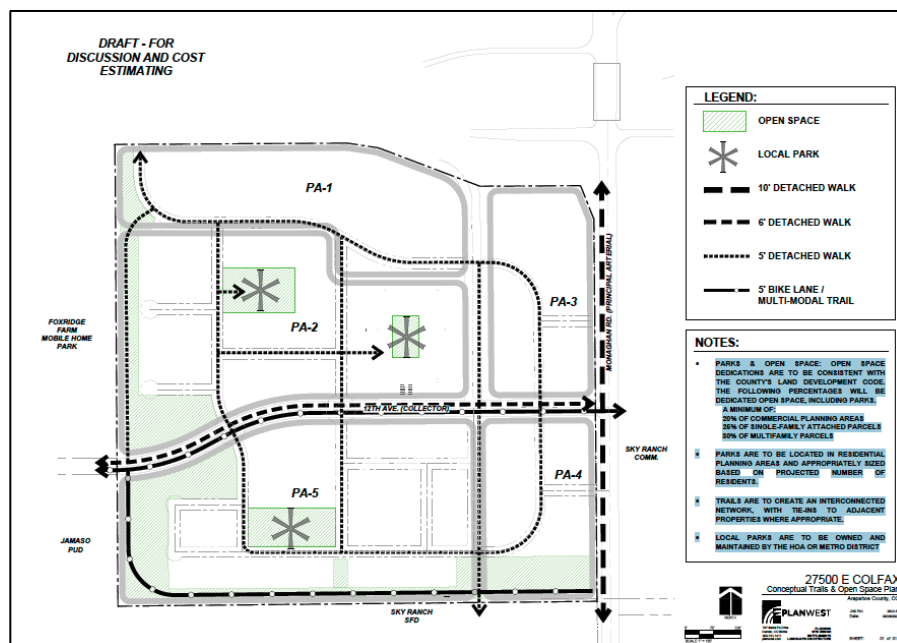 DRAFT - FOR
DISCUSSION AND COST
ESTIMATING
PA-1
PA-2
PA-3
PA-4
PA-5
FOXRIDGE
FARM
MOBILE HOME
PARK
MONAGHAN RD. (PRINCIPAL ARTERIAL)
12TH AVE. (COLLECTOR)
SKY RANCH
COMM.
JAMASO
PUD
SKY RANCH
SFD
LEGEND:
OPEN SPACE
LOCAL PARK
10' DETACHED WALK
6' DETACHED WALK
5' DETACHED WALK
5' BIKE LANE /
MULTI-MODAL TRAIL
NOTES:
• PARKS & OPEN SPACE: OPEN SPACE
DEDICATIONS ARE TO BE CONSISTENT WITH
THE COUNTY'S LAND DEVELOPMENT CODE.
THE FOLLOWING PERCENTAGES WILL BE
DEDICATED OPEN SPACE, INCLUDING PARKS.
A MINIMUM OF:
20% OF COMMERCIAL PLANNING AREAS
25% OF SINGLE-FAMILY ATTACHED PARCELS
30% OF MULTIFAMILY PARCELS
• PARKS ARE TO BE LOCATED IN RESIDENTIAL
PLANNING AREAS AND APPROPRIATELY SIZED
BASED ON PROJECTED NUMBER OF
RESIDENTS.
• TRAILS ARE TO CREATE AN INTERCONNECTED
NETWORK, WITH TIE-INS TO ADJACENT
PROPERTIES WHERE APPROPRIATE.
• LOCAL PARKS ARE TO BE OWNED AND
MAINTAINED BY THE HOA OR METRO DISTRICT
27500 E COLFAX
Conceptual Trails & Open Space Plan
Arapahoe County, CO
NORTH
PLANWEST
SHEET: 01 of 01